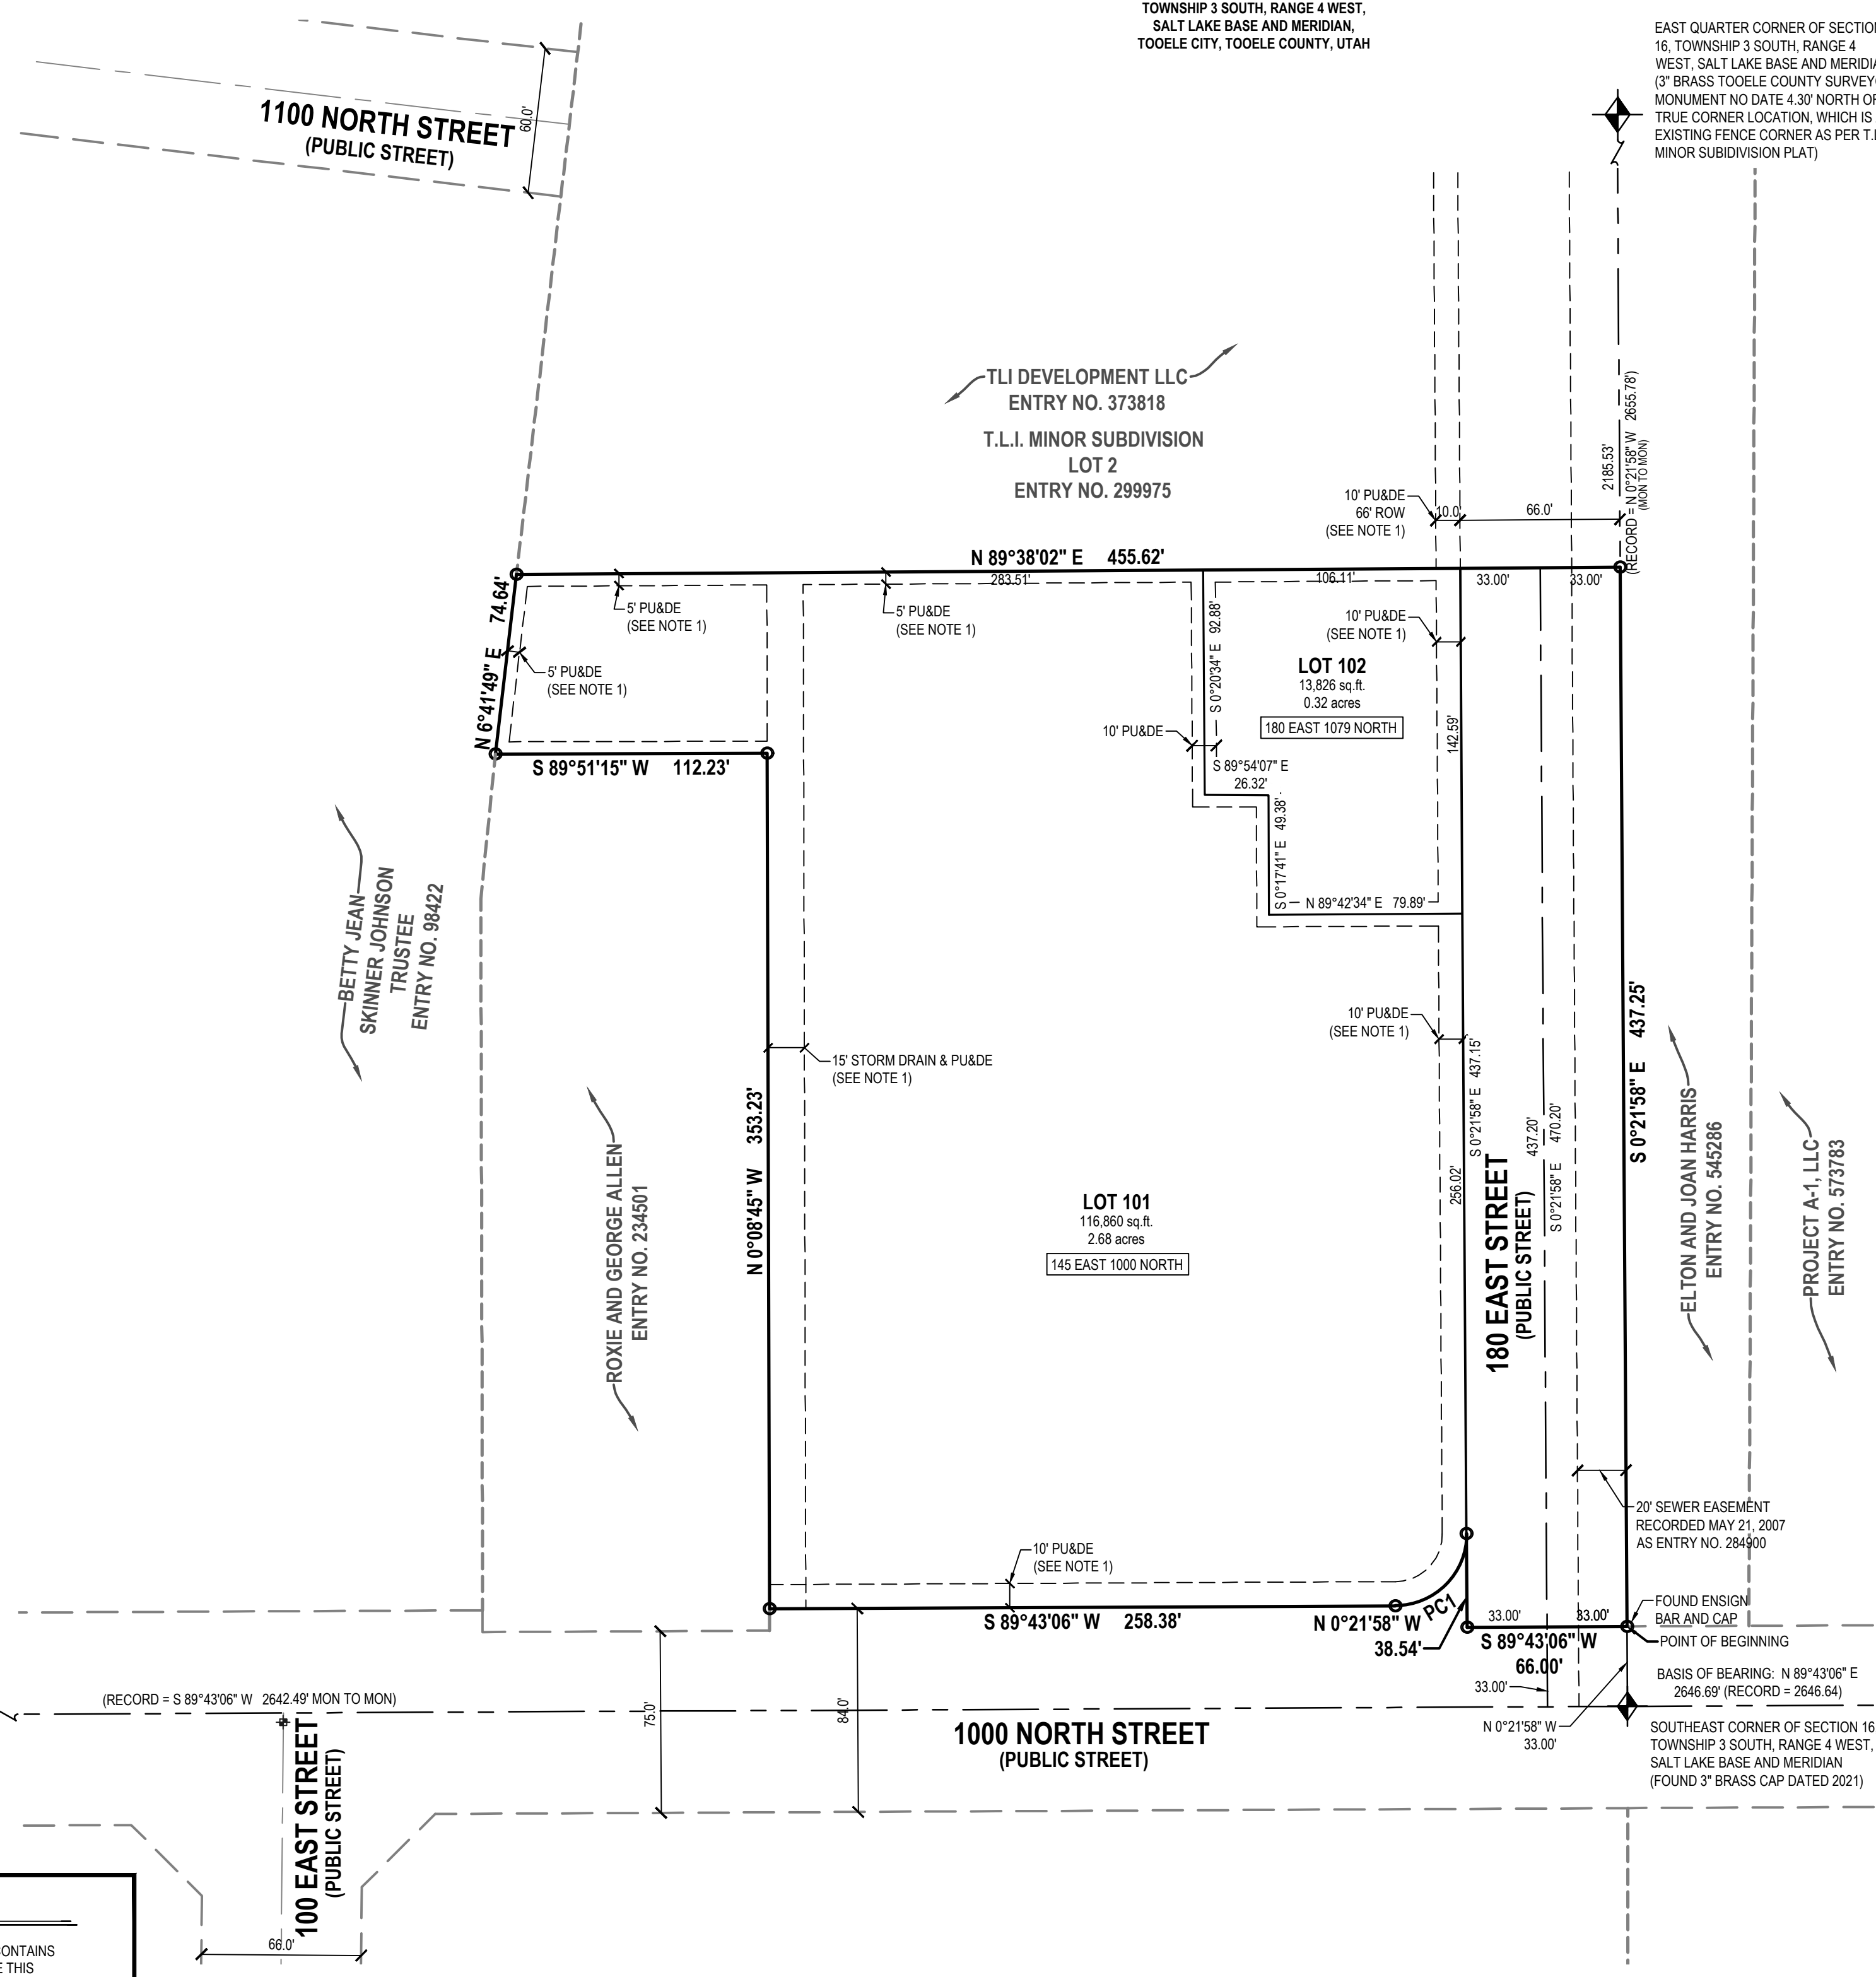 TOWNSHIP 3 SOUTH, RANGE 4 WEST,
SALT LAKE BASE AND MERIDIAN,
TOOELE CITY, TOOELE COUNTY, UTAH
EAST QUARTER CORNER OF SECTION
16, TOWNSHIP 3 SOUTH, RANGE 4
WEST, SALT LAKE BASE AND MERIDIA
(3" BRASS TOOELE COUNTY SURVEY
MONUMENT NO DATE 4.30' NORTH OF
TRUE CORNER LOCATION, WHICH IS
EXISTING FENCE CORNER AS PER T.
MINOR SUBIDIVISION PLAT)
1100 NORTH STREET
(PUBLIC STREET)
60.0'
TLI DEVELOPMENT LLC
ENTRY NO. 373818
T.L.I. MINOR SUBDIVISION
LOT 2
ENTRY NO. 299975
2185.53'
(RECORD = N 0°21'58" W 2655.78')
(MON TO MON)
10' PU&DE
66' ROW
(SEE NOTE 1)
10.0'
66.0'
N 89°38'02" E 455.62'
283.51'
106.11'
33.00'
33.00'
N 6°41'49" E 74.64'
5' PU&DE
(SEE NOTE 1)
5' PU&DE
(SEE NOTE 1)
5' PU&DE
(SEE NOTE 1)
10' PU&DE
(SEE NOTE 1)
S 0°20'34" E 92.88'
LOT 102
13,826 sq.ft.
0.32 acres
180 EAST 1079 NORTH
10' PU&DE
142.59'
S 89°54'07" E
26.32'
S 89°51'15" W 112.23'
S 0°17'41" E 49.38'
N 89°42'34" E 79.89'
BETTY JEAN
SKINNER JOHNSON
TRUSTEE
ENTRY NO. 98422
10' PU&DE
(SEE NOTE 1)
15' STORM DRAIN & PU&DE
(SEE NOTE 1)
N 0°08'45" W 353.23'
ROXIE AND GEORGE ALLEN
ENTRY NO. 234501
LOT 101
116,860 sq.ft.
2.68 acres
145 EAST 1000 NORTH
256.02'
S 0°21'58" E 437.15'
180 EAST STREET
(PUBLIC STREET)
437.20'
S 0°21'58" E 470.20'
S 0°21'58" E 437.25'
ELTON AND JOAN HARRIS
ENTRY NO. 545286
PROJECT A-1, LLC
ENTRY NO. 573783
20' SEWER EASEMENT
RECORDED MAY 21, 2007
AS ENTRY NO. 284900
10' PU&DE
(SEE NOTE 1)
S 89°43'06" W 258.38'
N 0°21'58" W
38.54'
PC1
33.00'
33.00'
S 89°43'06" W
66.00'
FOUND ENSIGN
BAR AND CAP
POINT OF BEGINNING
BASIS OF BEARING: N 89°43'06" E
2646.69' (RECORD = 2646.64)
33.00'
N 0°21'58" W
33.00'
SOUTHEAST CORNER OF SECTION 16
TOWNSHIP 3 SOUTH, RANGE 4 WEST,
SALT LAKE BASE AND MERIDIAN
(FOUND 3" BRASS CAP DATED 2021)
(RECORD = S 89°43'06" W 2642.49' MON TO MON)
75.0'
84.0'
1000 NORTH STREET
(PUBLIC STREET)
100 EAST STREET
(PUBLIC STREET)
66.0'
ONTAINS
E THIS